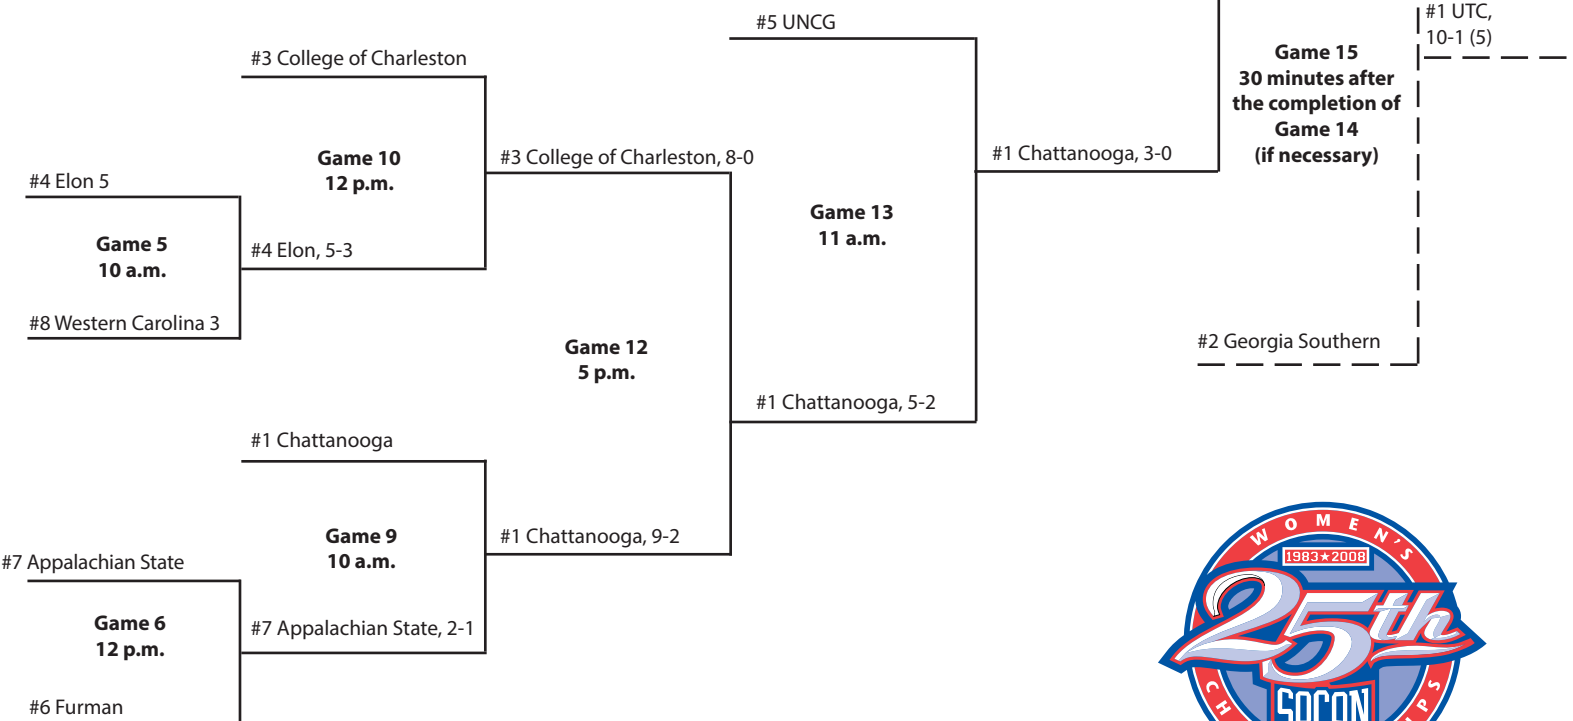 #5 UNCG
#1 UTC,
10-1 (5)
#3 College of Charleston
Game 15
30 minutes after
the completion of
Game 14
(if necessary)
Game 10
12 p.m.
#3 College of Charleston, 8-0
#1 Chattanooga, 3-0
#4 Elon 5
Game 13
11 a.m.
Game 5
10 a.m.
#4 Elon, 5-3
#8 Western Carolina 3
#2 Georgia Southern
Game 12
5 p.m.
#1 Chattanooga, 5-2
#1 Chattanooga
Game 9
10 a.m.
#1 Chattanooga, 9-2
#7 Appalachian State
Game 6
12 p.m.
#7 Appalachian State, 2-1
#6 Furman
WOMEN'S
1983★2008
25th
SOCON